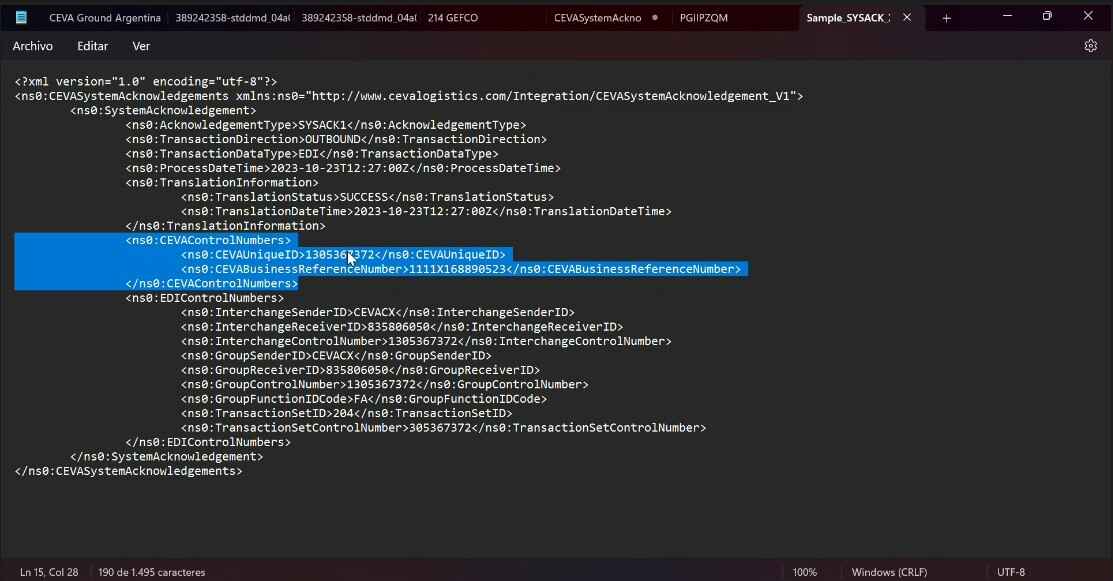 CEVA Ground Argentina 389242358-stddmd_04a 389242358-stddmd_04al 214 GEFCO CEVASystemAckno PGIIPZQM Sample_SYSACK_
Archivo Editar Ver
<?xml version="1.0" encoding="utf-8"?>
<ns0:CEVASystemAcknowledgements xmlns:ns0="http://www.cevalogistics.com/Integration/CEVASystemAcknowledgement_V1">
<ns0:SystemAcknowledgement>
<ns0:AcknowledgementType>SYSACK1</ns0:AcknowledgementType>
<ns0:TransactionDirection>OUTBOUND</ns0:TransactionDirection>
<ns0:TransactionDataType>EDI</ns0:TransactionDataType>
<ns0:ProcessDateTime>2023-10-23T12:27:00Z</ns0:ProcessDateTime>
<ns0:TranslationInformation>
<ns0:TranslationStatus>SUCCESS</ns0:TranslationStatus>
<ns0:TranslationDateTime>2023-10-23T12:27:00Z</ns0:TranslationDateTime>
</ns0:TranslationInformation>
<ns0:CEVAControlNumbers>
<ns0:CEVAUniqueID>1305367372</ns0:CEVAUniqueID>
<ns0:CEVABusinessReferenceNumber>1111X168890523</ns0:CEVABusinessReferenceNumber>
</ns0:CEVAControlNumbers>
<ns0:EDIControlNumbers>
<ns0:InterchangeSenderID>CEVACX</ns0:InterchangeSenderID>
<ns0:InterchangeReceiverID>835806050</ns0:InterchangeReceiverID>
<ns0:InterchangeControlNumber>1305367372</ns0:InterchangeControlNumber>
<ns0:GroupSenderID>CEVACX</ns0:GroupSenderID>
<ns0:GroupReceiverID>835806050</ns0:GroupReceiverID>
<ns0:GroupControlNumber>1305367372</ns0:GroupControlNumber>
<ns0:GroupFunctionIDCode>FA</ns0:GroupFunctionIDCode>
<ns0:TransactionSetID>204</ns0:TransactionSetID>
<ns0:TransactionSetControlNumber>305367372</ns0:TransactionSetControlNumber>
</ns0:EDIControlNumbers>
</ns0:SystemAcknowledgement>
</ns0:CEVASystemAcknowledgements>
Ln 15, Col 28 190 de 1.495 caracteres 100% Windows (CRLF) UTF-8